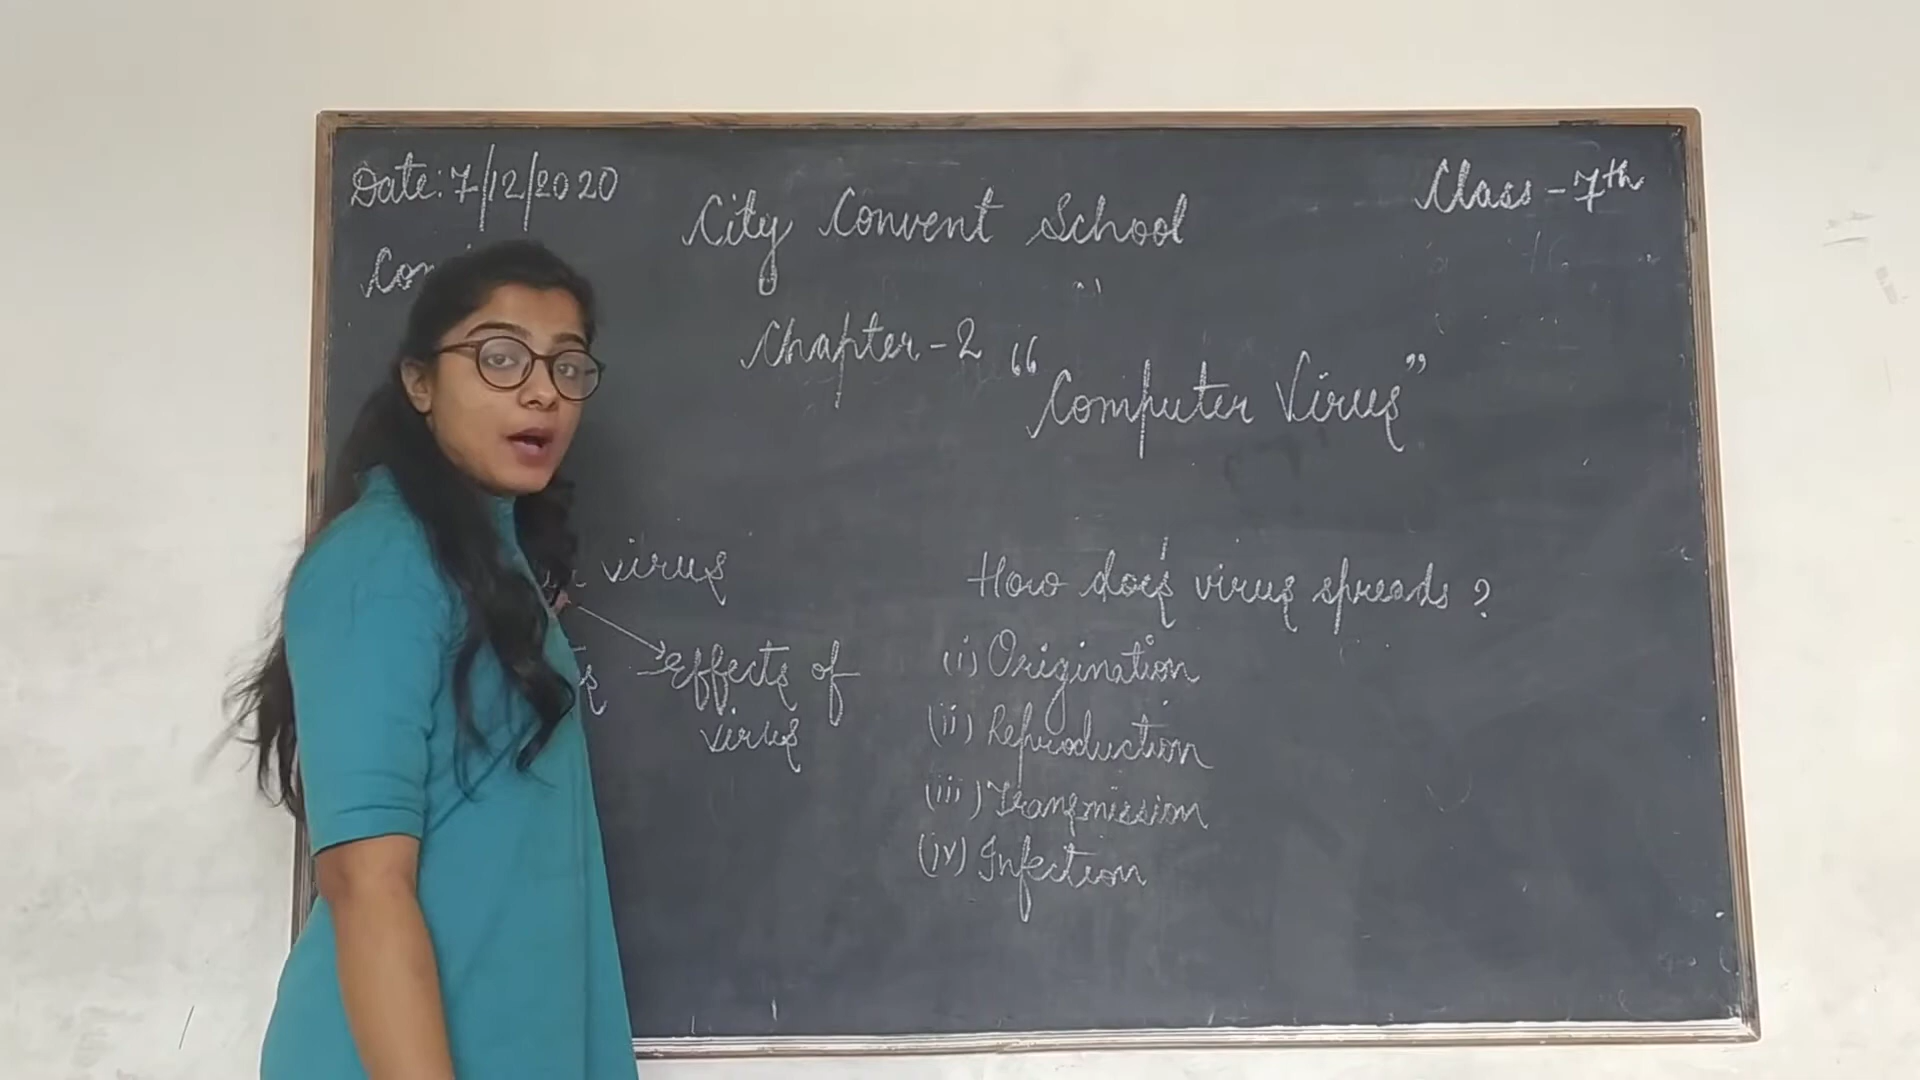 Date: 7/12/2020
Class - 7th
City Convent School
Chapter - 2
"Computer Virus"
virus
Effects of
virus
How does virus spreads ?
(i) Origination
(ii) Reproduction
(iii) Transmission
(iv) Infection